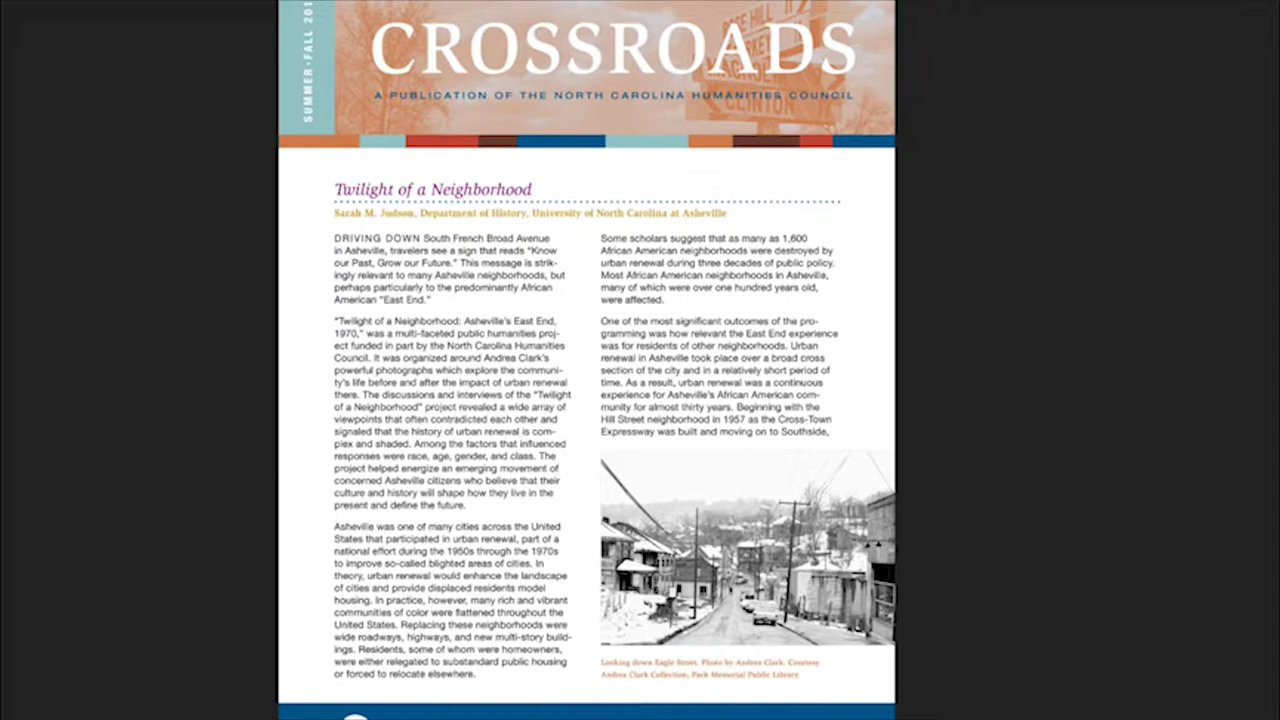 SUMMER・FALL 201
CROSSROADS
A PUBLICATION OF THE NORTH CAROLINA HUMANITIES COUNCIL
ROSE HILL
MAGNOLIA
CLINTON
Twilight of a Neighborhood
Sarah M. Judson, Department of History, University of North Carolina at Asheville
DRIVING DOWN South French Broad Avenue
in Asheville, travelers see a sign that reads “Know
our Past, Grow our Future.” This message is strik-
ingly relevant to many Asheville neighborhoods, but
perhaps particularly to the predominantly African
American “East End.”
“Twilight of a Neighborhood: Asheville’s East End,
1970,” was a multi-faceted public humanities proj-
ect funded in part by the North Carolina Humanities
Council. It was organized around Andrea Clark’s
powerful photographs which explore the communi-
ty’s life before and after the impact of urban renewal
there. The discussions and interviews of the “Twilight
of a Neighborhood” project revealed a wide array of
viewpoints that often contradicted each other and
signaled that the history of urban renewal is com-
plex and shaded. Among the factors that influenced
responses were race, age, gender, and class. The
project helped energize an emerging movement of
concerned Asheville citizens who believe that their
culture and history will shape how they live in the
present and define the future.
Asheville was one of many cities across the United
States that participated in urban renewal, part of a
national effort during the 1950s through the 1970s
to improve so-called blighted areas of cities. In
theory, urban renewal would enhance the landscape
of cities and provide displaced residents model
housing. In practice, however, many rich and vibrant
communities of color were flattened throughout the
United States. Replacing these neighborhoods were
wide roadways, highways, and new multi-story build-
ings. Residents, some of whom were homeowners,
were either relegated to substandard public housing
or forced to relocate elsewhere.
Some scholars suggest that as many as 1,600
African American neighborhoods were destroyed by
urban renewal during three decades of public policy.
Most African American neighborhoods in Asheville,
many of which were over one hundred years old,
were affected.
One of the most significant outcomes of the pro-
gramming was how relevant the East End experience
was for residents of other neighborhoods. Urban
renewal in Asheville took place over a broad cross
section of the city and in a relatively short period of
time. As a result, urban renewal was a continuous
experience for Asheville’s African American com-
munity for almost thirty years. Beginning with the
Hill Street neighborhood in 1957 as the Cross-Town
Expressway was built and moving on to Southside,
Looking down Eagle Street. Photo by Andrea Clark. Courtesy
Andrea Clark Collection, Pack Memorial Public Library.